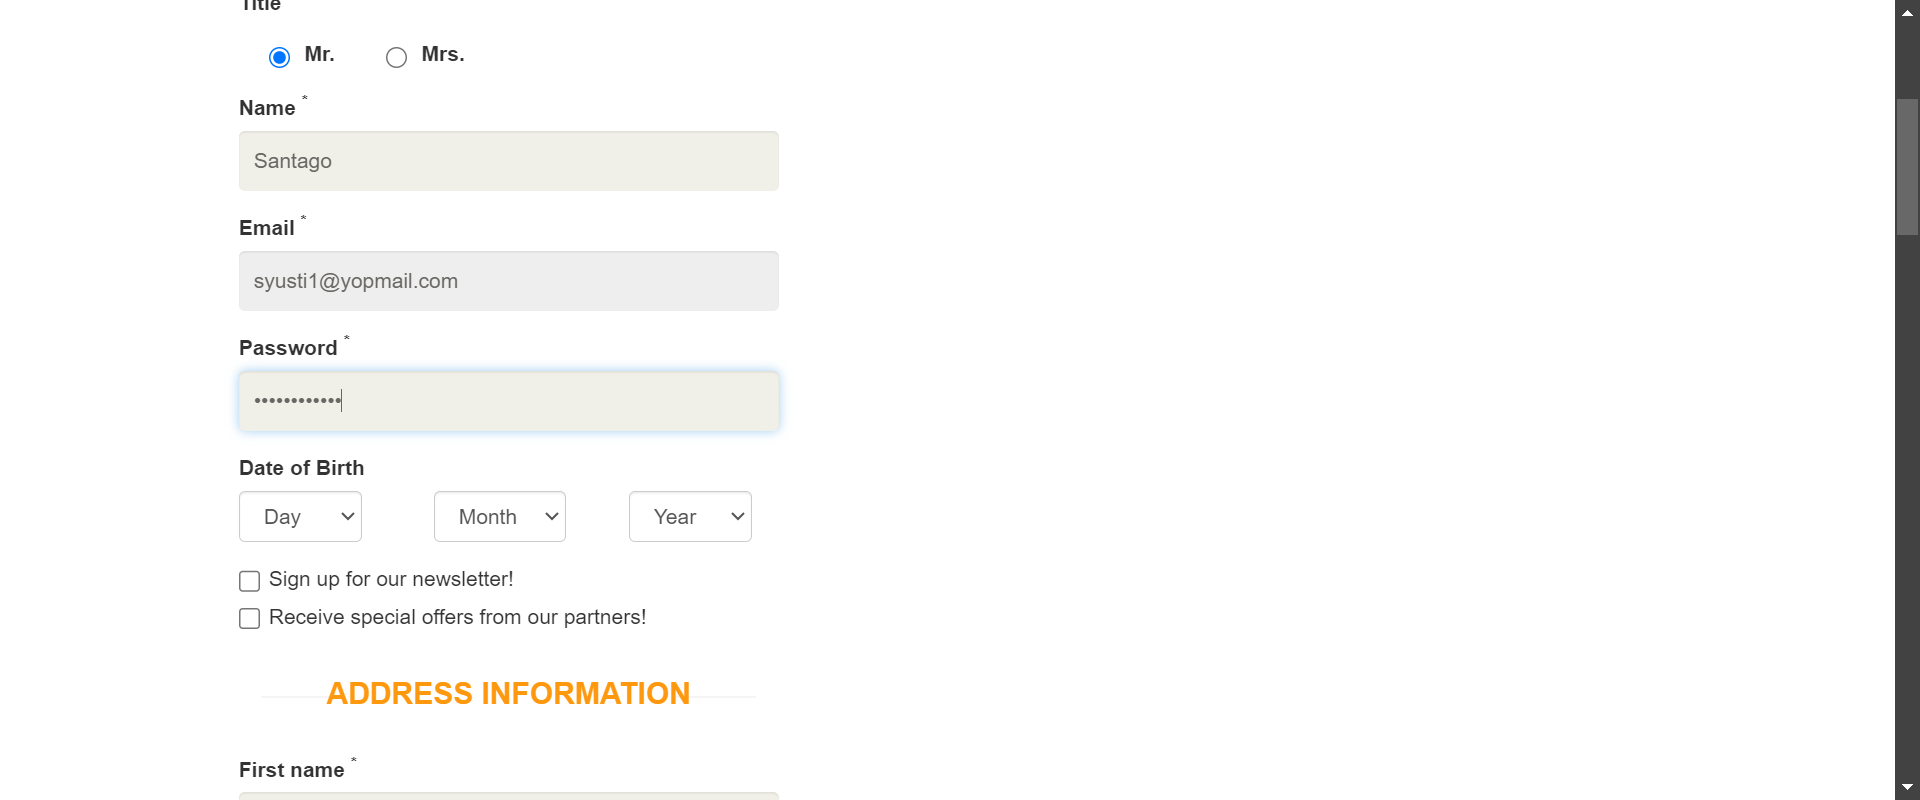 Title
Mr. Mrs.
Name *
Santago
Email *
syusti1@yopmail.com
Password *
••••••••••••
Date of Birth
Day Month Year
Sign up for our newsletter!
Receive special offers from our partners!
ADDRESS INFORMATION
First name *